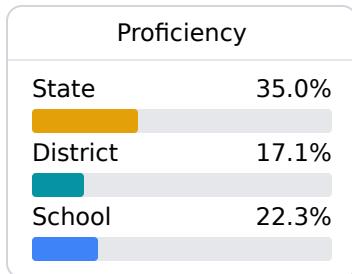 Proficiency
State 35.0%
District 17.1%
School 22.3%